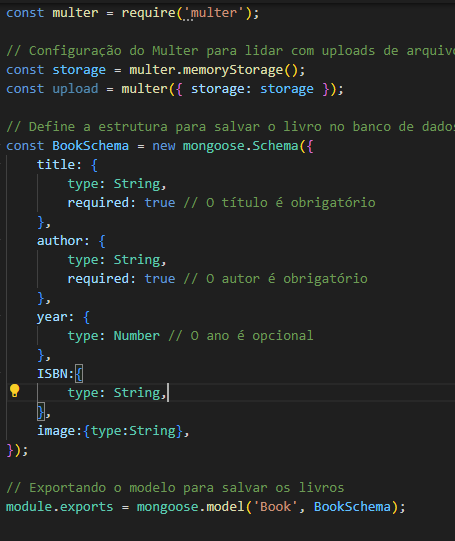 const multer = require('multer');
// Configuração do Multer para lidar com uploads de arquivo
const storage = multer.memoryStorage();
const upload = multer({ storage: storage });
// Define a estrutura para salvar o livro no banco de dados
const BookSchema = new mongoose.Schema({
title: {
type: String,
required: true // O título é obrigatório
},
author: {
type: String,
required: true // O autor é obrigatório
},
year: {
type: Number // O ano é opcional
},
ISBN:{
type: String,
},
image:{type:String},
});
// Exportando o modelo para salvar os livros
module.exports = mongoose.model('Book', BookSchema);